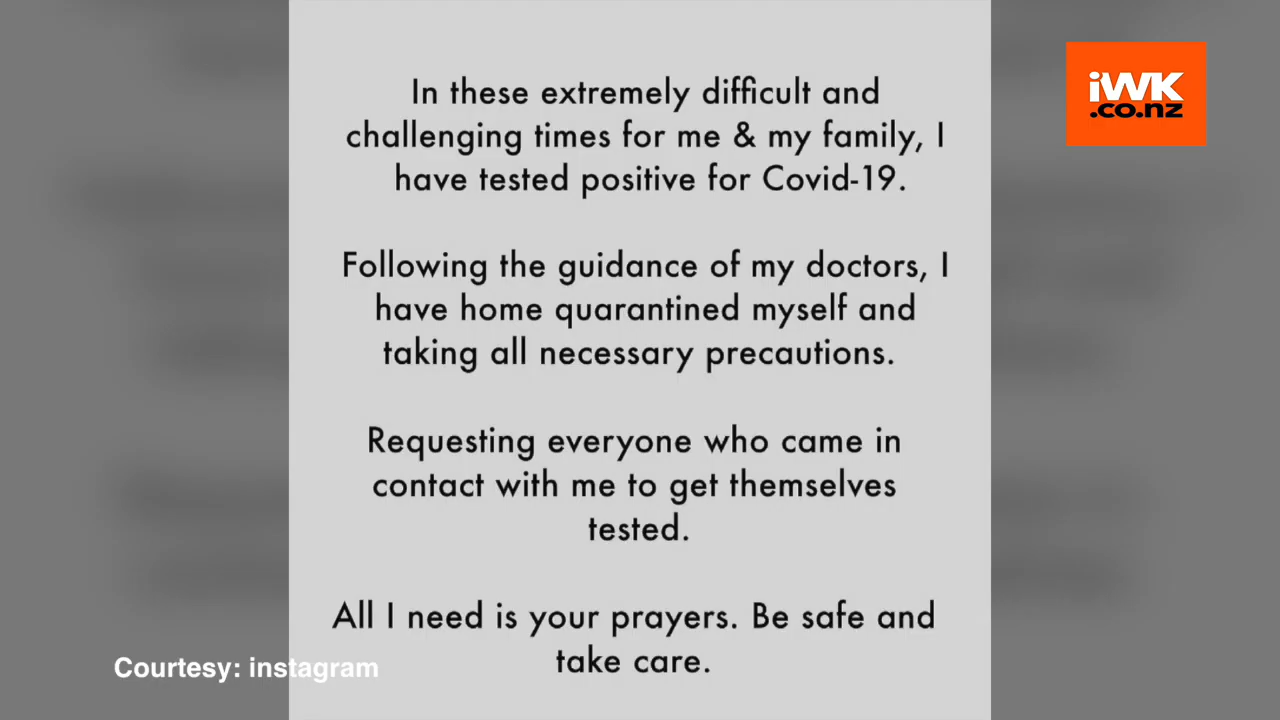 iWK
.co.nz
In these extremely difficult and
challenging times for me & my family, I
have tested positive for Covid-19.
Following the guidance of my doctors, I
have home quarantined myself and
taking all necessary precautions.
Requesting everyone who came in
contact with me to get themselves
tested.
All I need is your prayers. Be safe and
take care.
Courtesy: instagram